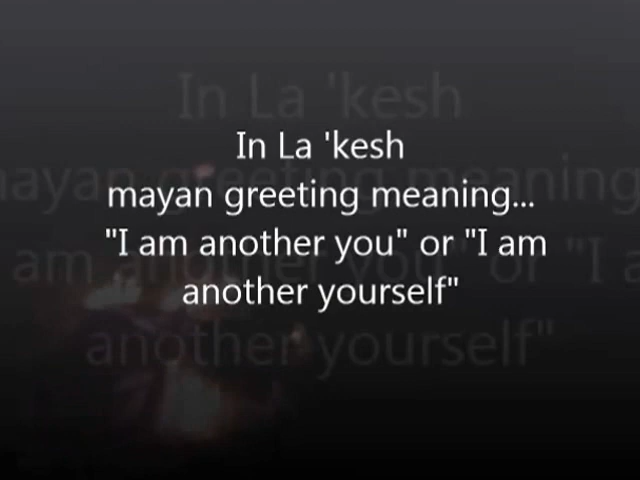 In La 'kesh
mayan greeting meaning...
"I am another you" or "I am
another yourself"